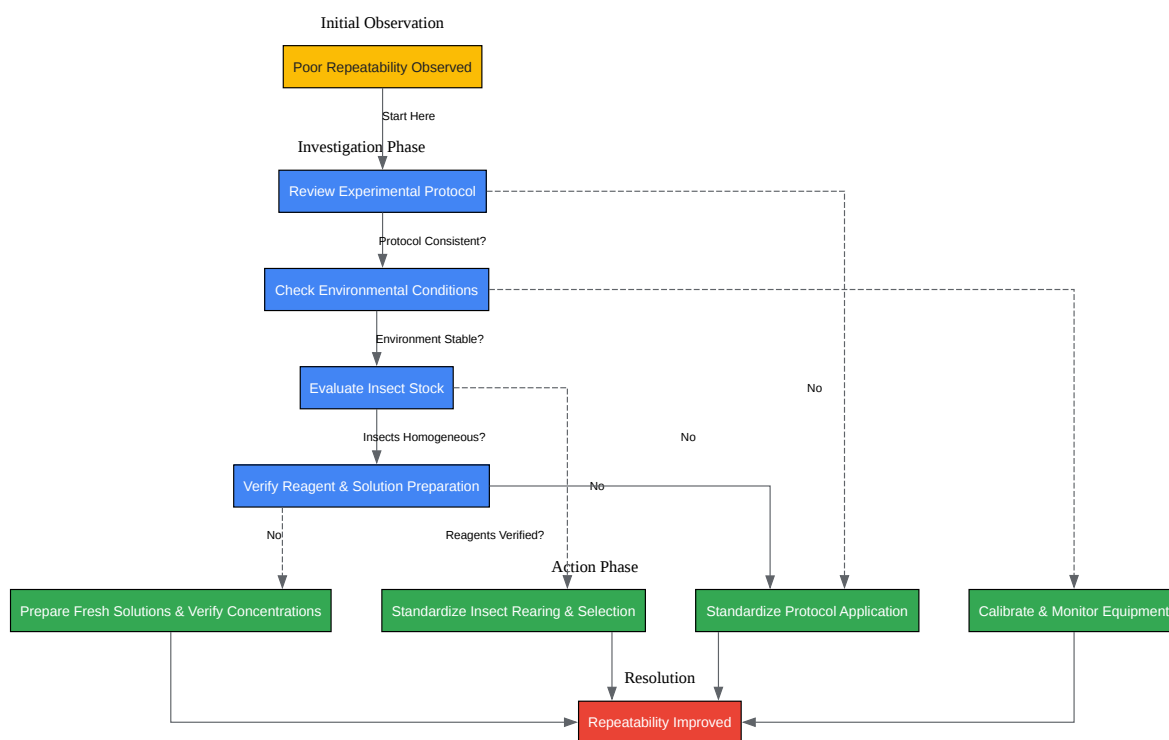 Initial Observation
Poor Repeatability Observed
Start Here
Investigation Phase
Review Experimental Protocol
Protocol Consistent?
Check Environmental Conditions
Environment Stable?
Evaluate Insect Stock
No
Insects Homogeneous?
No
Verify Reagent & Solution Preparation
No
No
Reagents Verified?
Action Phase
Prepare Fresh Solutions & Verify Concentrations
Standardize Insect Rearing & Selection
Standardize Protocol Application
Calibrate & Monitor Equipment
Resolution
Repeatability Improved